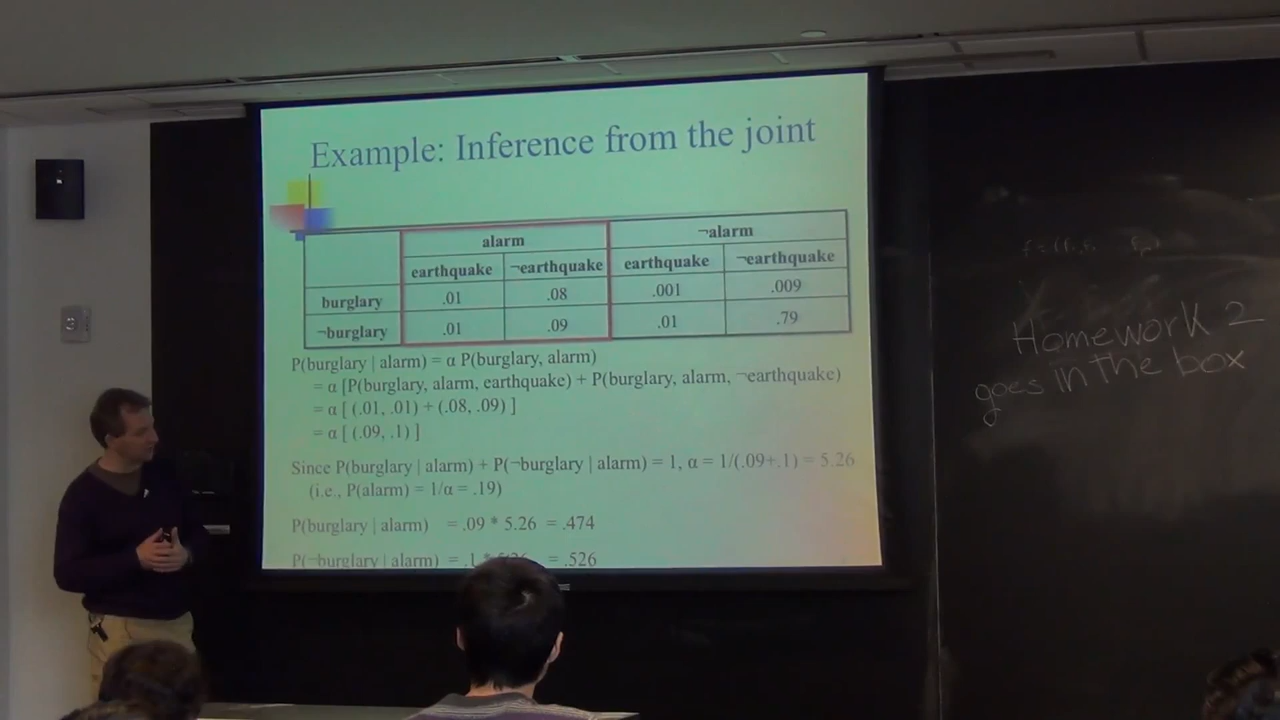 Example: Inference from the joint
alarm ¬alarm
earthquake ¬earthquake earthquake ¬earthquake
burglary .01 .08 .001 .009
¬burglary .01 .09 .01 .79
P(burglary | alarm) = α P(burglary, alarm)
= α [P(burglary, alarm, earthquake) + P(burglary, alarm, ¬earthquake)
= α [ (.01, .01) + (.08, .09) ]
= α [ (.09, .1) ]
Since P(burglary | alarm) + P(¬burglary | alarm) = 1, α = 1/(.09+.1) = 5.26
(i.e., P(alarm) = 1/α = .19)
P(burglary | alarm) = .09 * 5.26 = .474
P(¬burglary | alarm) = .1 * = .526
Homework 2
goes in the box